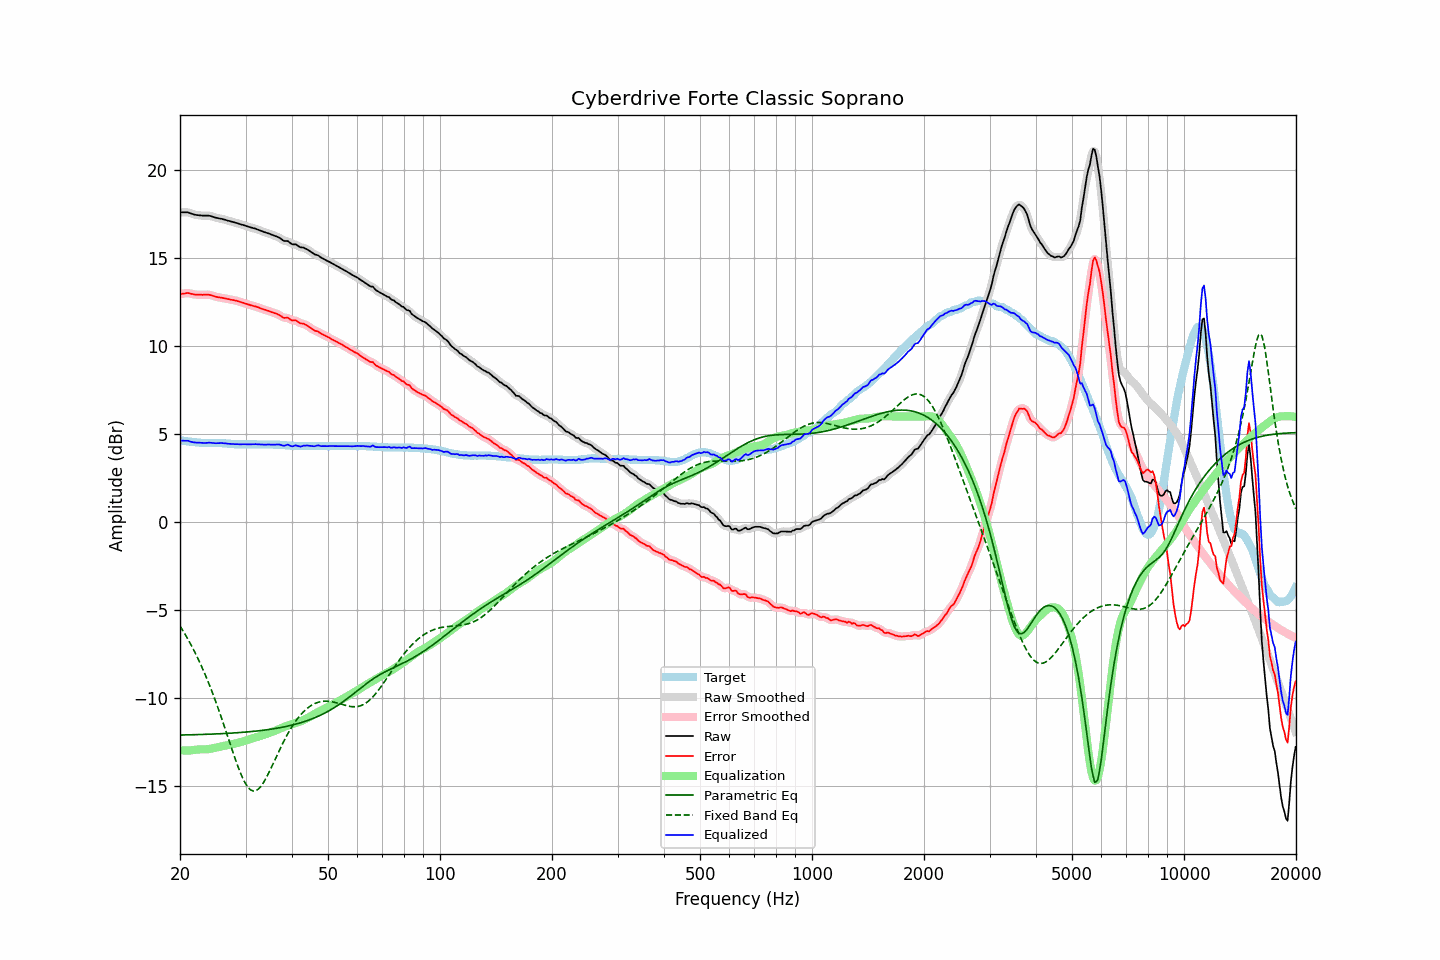 Cyberdrive Forte Classic Soprano
Amplitude (dBr)
20
15
10
5
0
−5
−10
−15
Target
Raw Smoothed
Error Smoothed
Raw
Error
Equalization
Parametric Eq
Fixed Band Eq
Equalized
20 50 100 200 500 1000 2000 5000 10000 20000
Frequency (Hz)